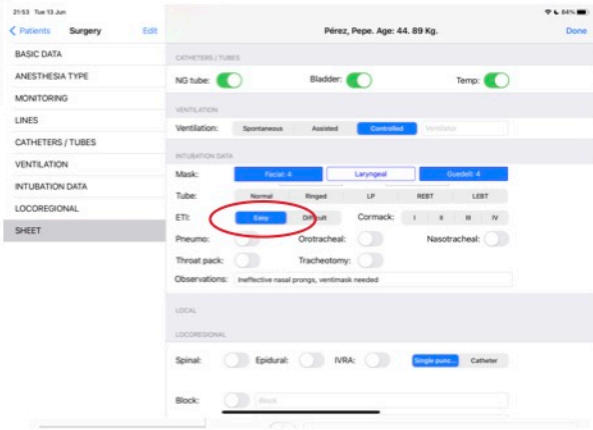 21:53 Tue 13 Jun
84%
Patients Surgery Edit
Pérez, Pepe. Age: 44. 89 Kg. Done
BASIC DATA
ANESTHESIA TYPE
MONITORING
LINES
CATHETERS / TUBES
VENTILATION
INTUBATION DATA
LOCOREGIONAL
SHEET
CATHETERS / TUBES
NG tube: Bladder: Temp:
VENTILATION
Ventilation: Spontaneous Assisted Controlled Ventilator
INTUBATION DATA
Mask: Facial: 4 Laryngeal Guedell: 4
Tube: Normal Ringed LP REBT LEBT
ETI: Easy Difficult Cormack: I II III IV
Pneumo: Orotracheal: Nasotracheal:
Throat pack: Tracheotomy:
Observations: Ineffective nasal prongs, ventimask needed
LOCAL
LOCOREGIONAL
Spinal: Epidural: IVRA: Single punc... Catheter
Block: Block